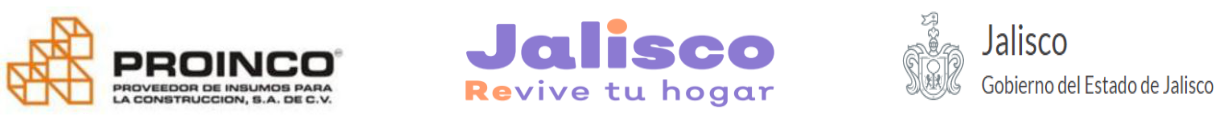 PROINCO®
PROVEEDOR DE INSUMOS PARA
LA CONSTRUCCION, S.A. DE C.V.
Jalisco
Revive tu hogar
Jalisco
Gobierno del Estado de Jalisco